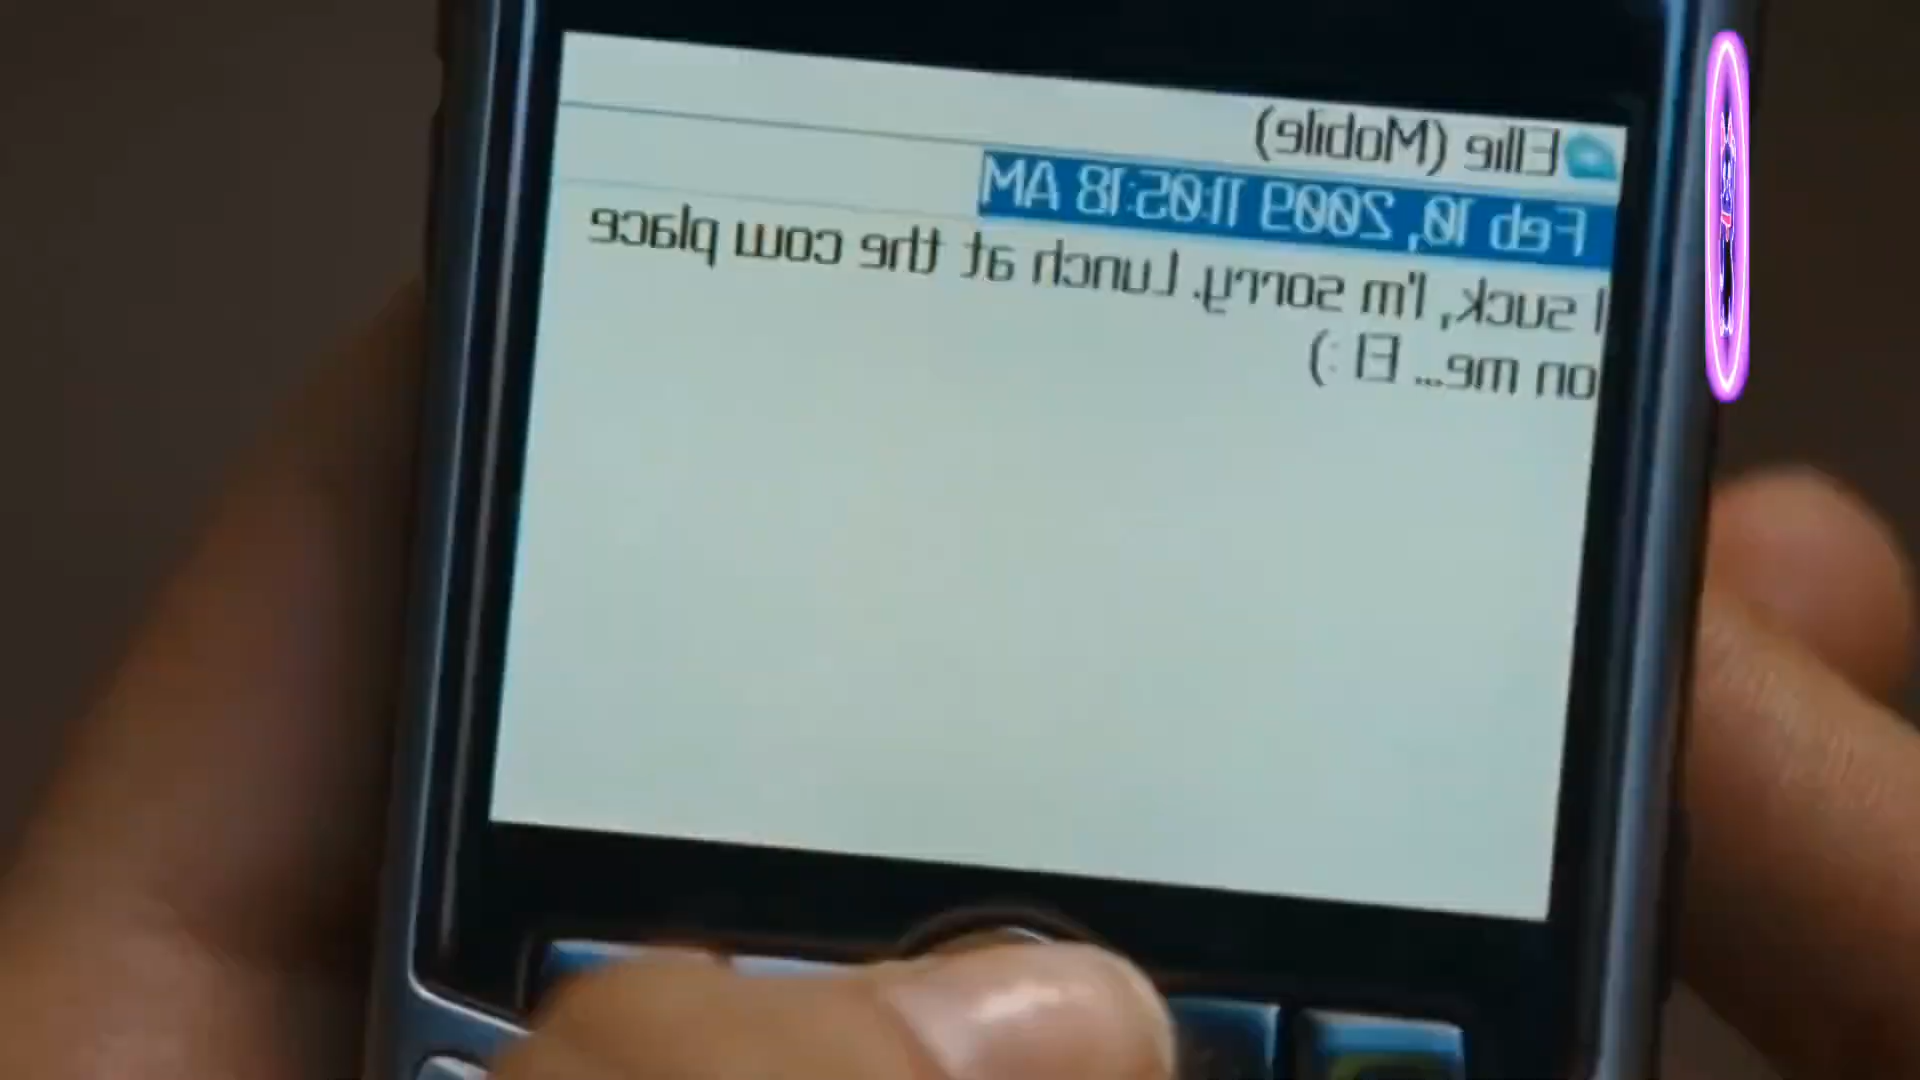 Ellie (Mobile)
Feb 10, 2009 11:05:18 AM
I suck, I'm sorry. Lunch at the cow place
on me... El :)